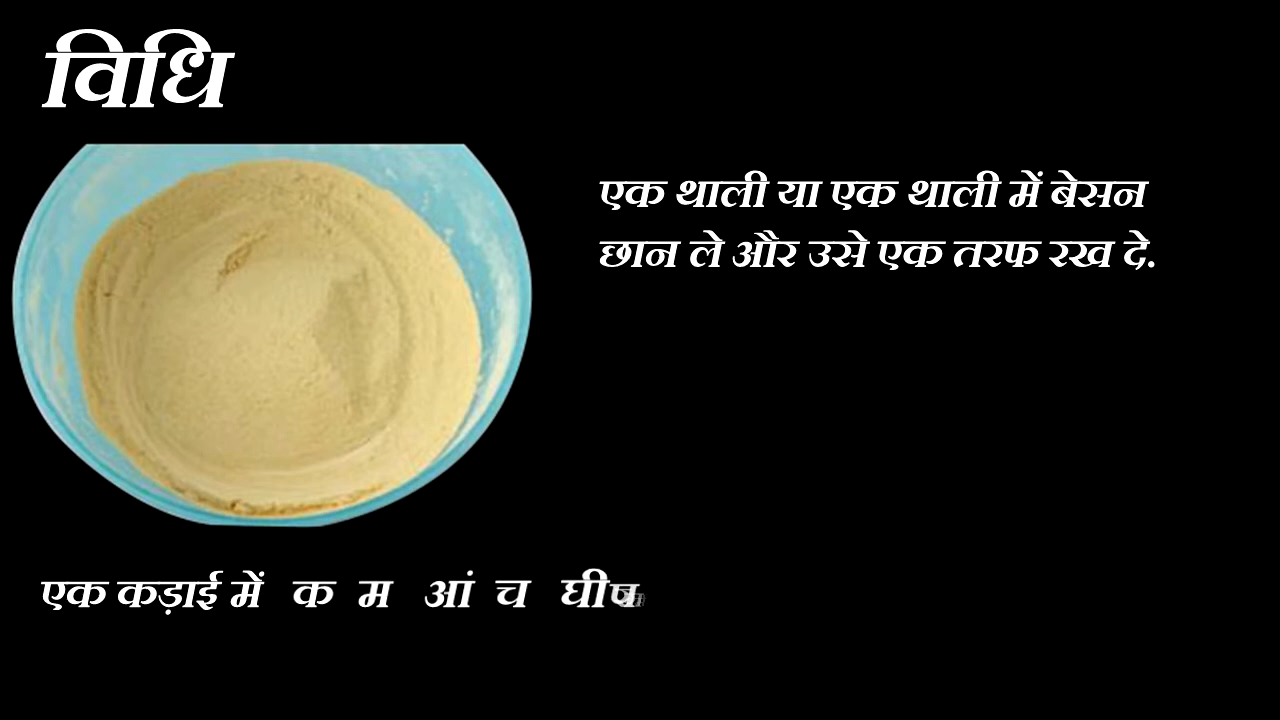 विधि
एक थाली या एक थाली में बेसन
छान ले और उसे एक तरफ रख दे.
एक कड़ाई में क म आं च घी